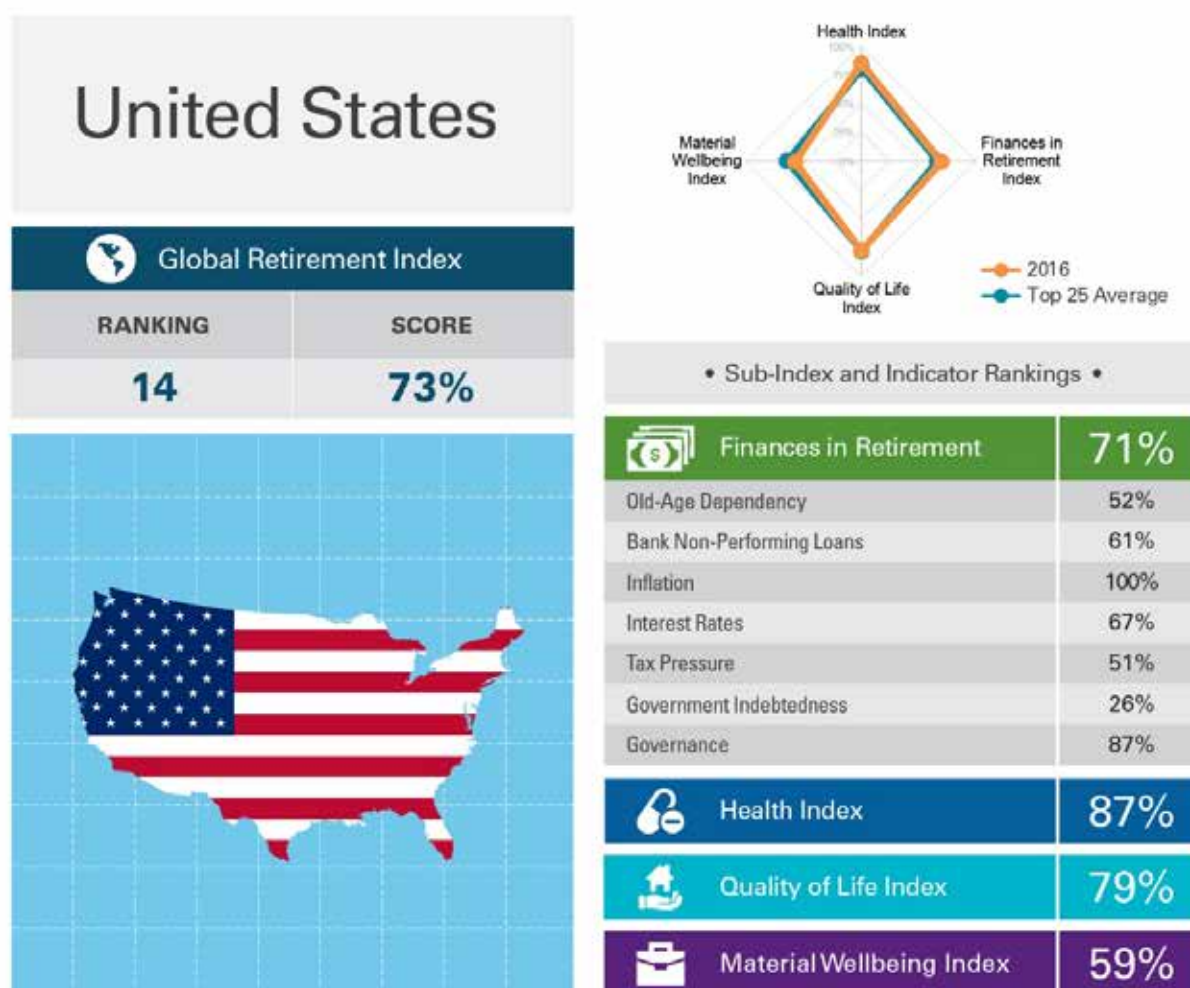 United States
Global Retirement Index
RANKING
SCORE
14
73%
Health Index
100%
Material
Wellbeing
Index
Finances in
Retirement
Index
Quality of Life
Index
2016
Top 25 Average
• Sub-Index and Indicator Rankings •
Finances in Retirement 71%
Old-Age Dependency 52%
Bank Non-Performing Loans 61%
Inflation 100%
Interest Rates 67%
Tax Pressure 51%
Government Indebtedness 26%
Governance 87%
Health Index 87%
Quality of Life Index 79%
Material Wellbeing Index 59%